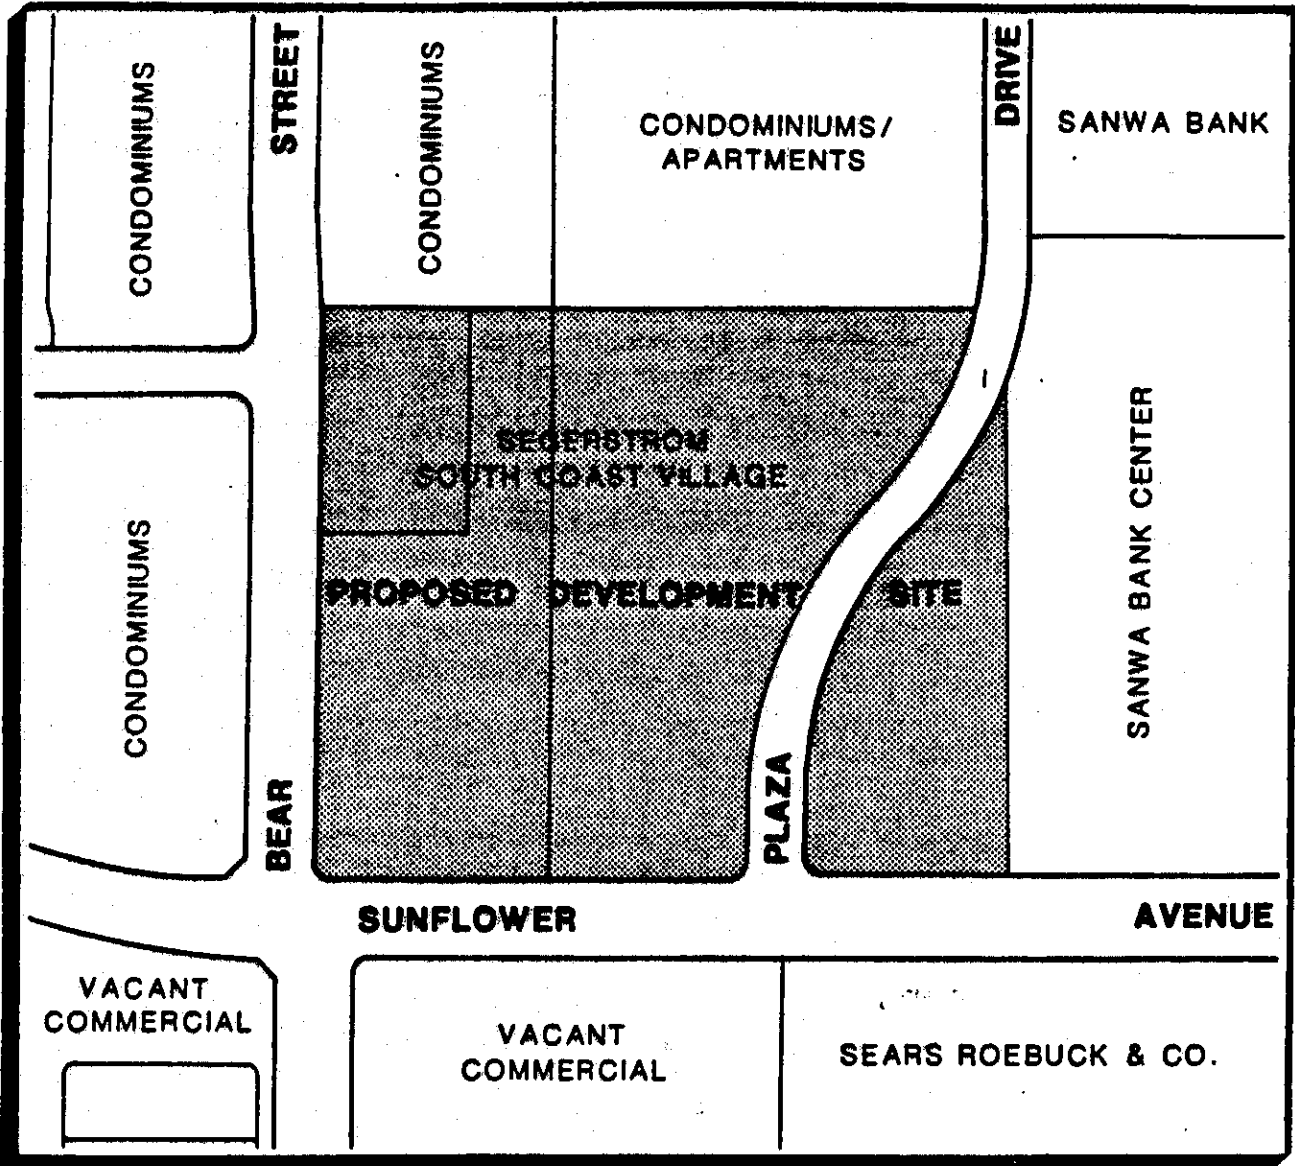 CONDOMINIUMS
STREET
CONDOMINIUMS
CONDOMINIUMS/
APARTMENTS
DRIVE
SANWA BANK
SEGERSTROM
SOUTH COAST VILLAGE
PROPOSED DEVELOPMENT SITE
CONDOMINIUMS
SANWA BANK CENTER
BEAR
PLAZA
SUNFLOWER
AVENUE
VACANT
COMMERCIAL
VACANT
COMMERCIAL
SEARS ROEBUCK & CO.